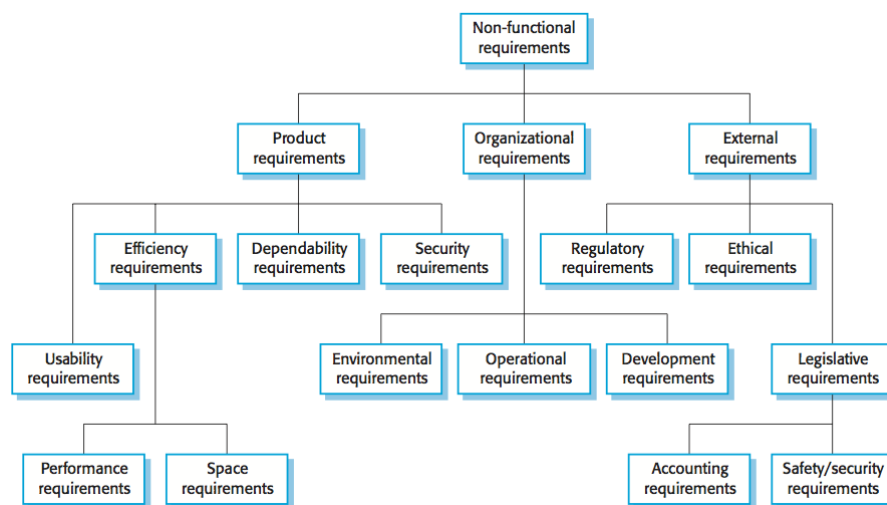 Non-functional
requirements
Product
requirements
Organizational
requirements
External
requirements
Efficiency
requirements
Dependability
requirements
Security
requirements
Regulatory
requirements
Ethical
requirements
Usability
requirements
Environmental
requirements
Operational
requirements
Development
requirements
Legislative
requirements
Performance
requirements
Space
requirements
Accounting
requirements
Safety/security
requirements